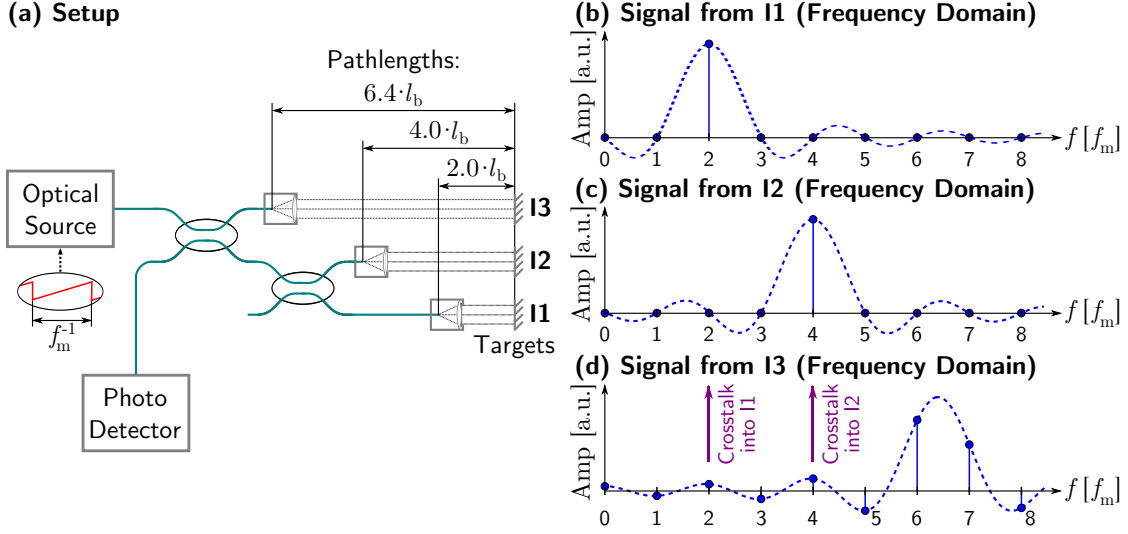 (a) Setup
Pathlengths:
6.4·l_b
4.0·l_b
2.0·l_b
Optical
Source
I3
I2
I1
f_m^-1
Targets
Photo
Detector
(b) Signal from I1 (Frequency Domain)
Amp [a.u.]
0 1 2 3 4 5 6 7 8
f [f_m]
(c) Signal from I2 (Frequency Domain)
Amp [a.u.]
0 1 2 3 4 5 6 7 8
f [f_m]
(d) Signal from I3 (Frequency Domain)
Amp [a.u.]
Crosstalk
into I1
Crosstalk
into I2
0 1 2 3 4 5 6 7 8
f [f_m]